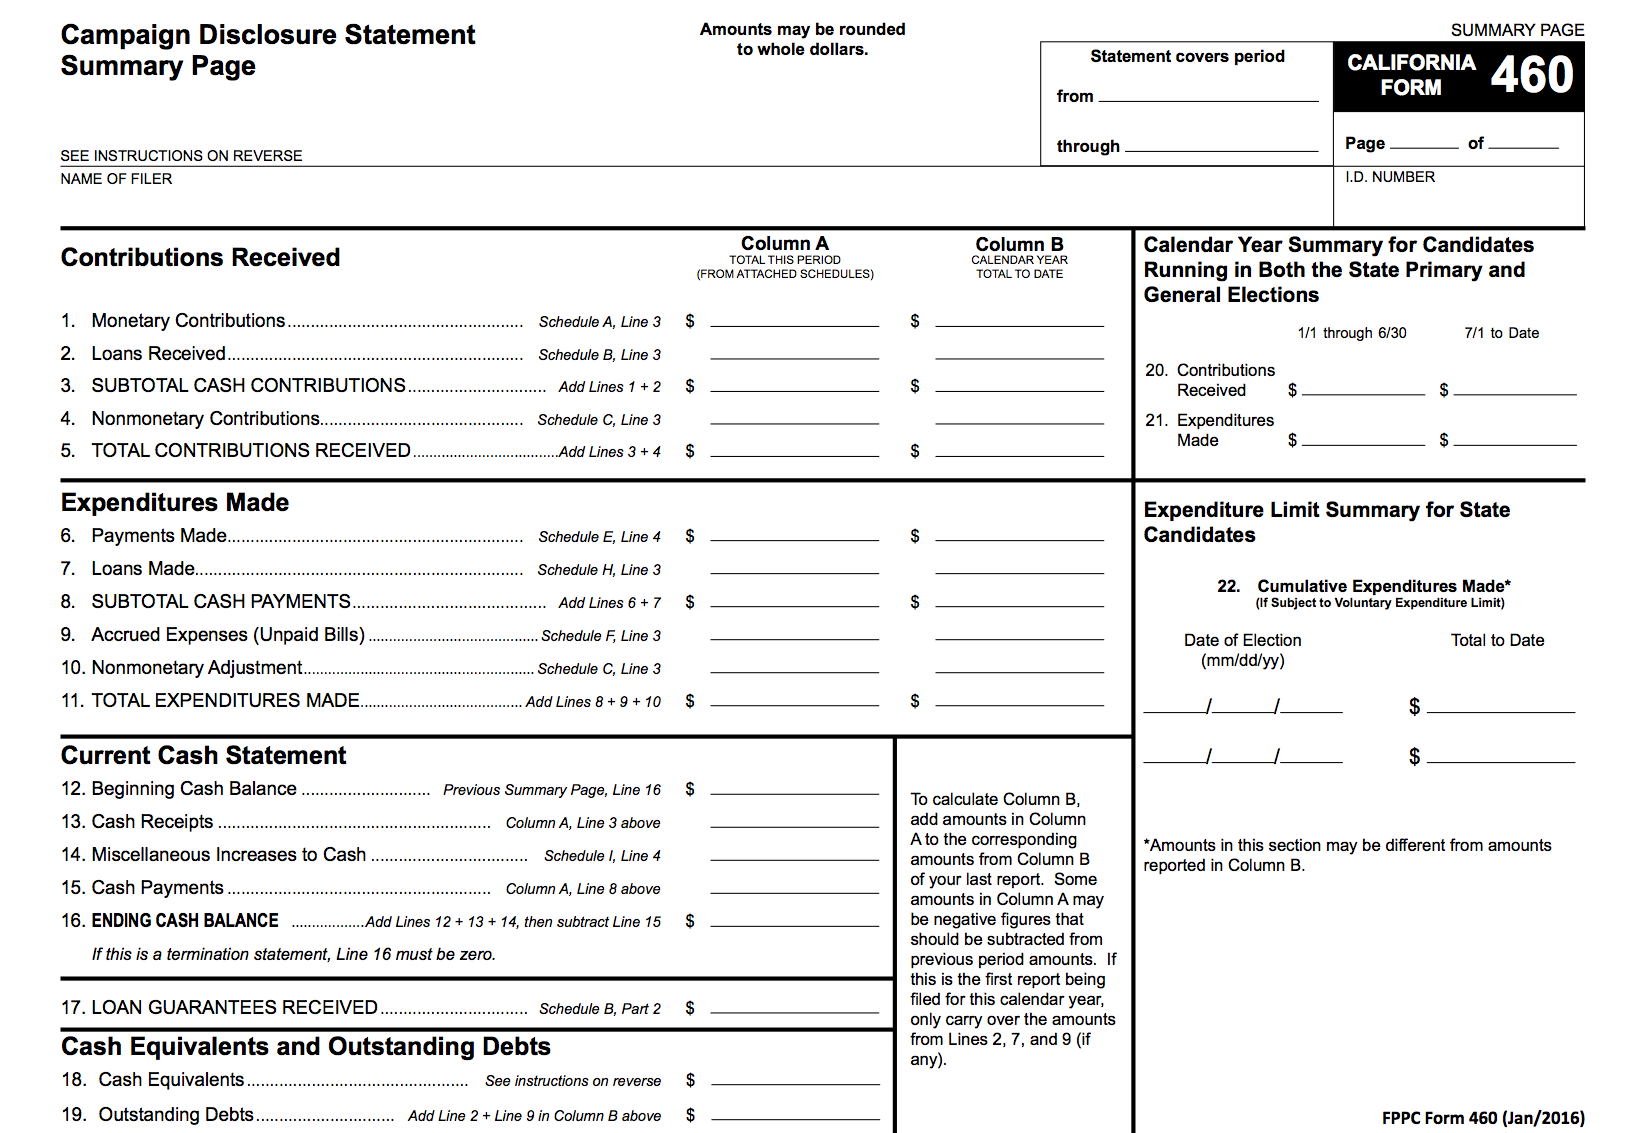 Campaign Disclosure Statement
Summary Page
Amounts may be rounded
to whole dollars.
SUMMARY PAGE
Statement covers period
from
through
CALIFORNIA
FORM
460
Page of
SEE INSTRUCTIONS ON REVERSE
NAME OF FILER
I.D. NUMBER
Contributions Received
Column A
TOTAL THIS PERIOD
(FROM ATTACHED SCHEDULES)
Column B
CALENDAR YEAR
TOTAL TO DATE
1. Monetary Contributions Schedule A, Line 3 $ $
2. Loans Received Schedule B, Line 3
3. SUBTOTAL CASH CONTRIBUTIONS Add Lines 1 + 2 $ $
4. Nonmonetary Contributions Schedule C, Line 3
5. TOTAL CONTRIBUTIONS RECEIVED Add Lines 3 + 4 $ $
Calendar Year Summary for Candidates
Running in Both the State Primary and
General Elections
1/1 through 6/30 7/1 to Date
20. Contributions
Received $ $
21. Expenditures
Made $ $
Expenditures Made
6. Payments Made Schedule E, Line 4 $ $
7. Loans Made Schedule H, Line 3
8. SUBTOTAL CASH PAYMENTS Add Lines 6 + 7 $ $
9. Accrued Expenses (Unpaid Bills) Schedule F, Line 3
10. Nonmonetary Adjustment Schedule C, Line 3
11. TOTAL EXPENDITURES MADE Add Lines 8 + 9 + 10 $ $
Expenditure Limit Summary for State
Candidates
22. Cumulative Expenditures Made*
(If Subject to Voluntary Expenditure Limit)
Date of Election Total to Date
(mm/dd/yy)
/ / $
/ / $
*Amounts in this section may be different from amounts
reported in Column B.
Current Cash Statement
12. Beginning Cash Balance Previous Summary Page, Line 16 $
13. Cash Receipts Column A, Line 3 above
14. Miscellaneous Increases to Cash Schedule I, Line 4
15. Cash Payments Column A, Line 8 above
16. ENDING CASH BALANCE Add Lines 12 + 13 + 14, then subtract Line 15 $
If this is a termination statement, Line 16 must be zero.
17. LOAN GUARANTEES RECEIVED Schedule B, Part 2 $
Cash Equivalents and Outstanding Debts
18. Cash Equivalents See instructions on reverse $
19. Outstanding Debts Add Line 2 + Line 9 in Column B above $
To calculate Column B,
add amounts in Column
A to the corresponding
amounts from Column B
of your last report. Some
amounts in Column A may
be negative figures that
should be subtracted from
previous period amounts. If
this is the first report being
filed for this calendar year,
only carry over the amounts
from Lines 2, 7, and 9 (if
any).
FPPC Form 460 (Jan/2016)